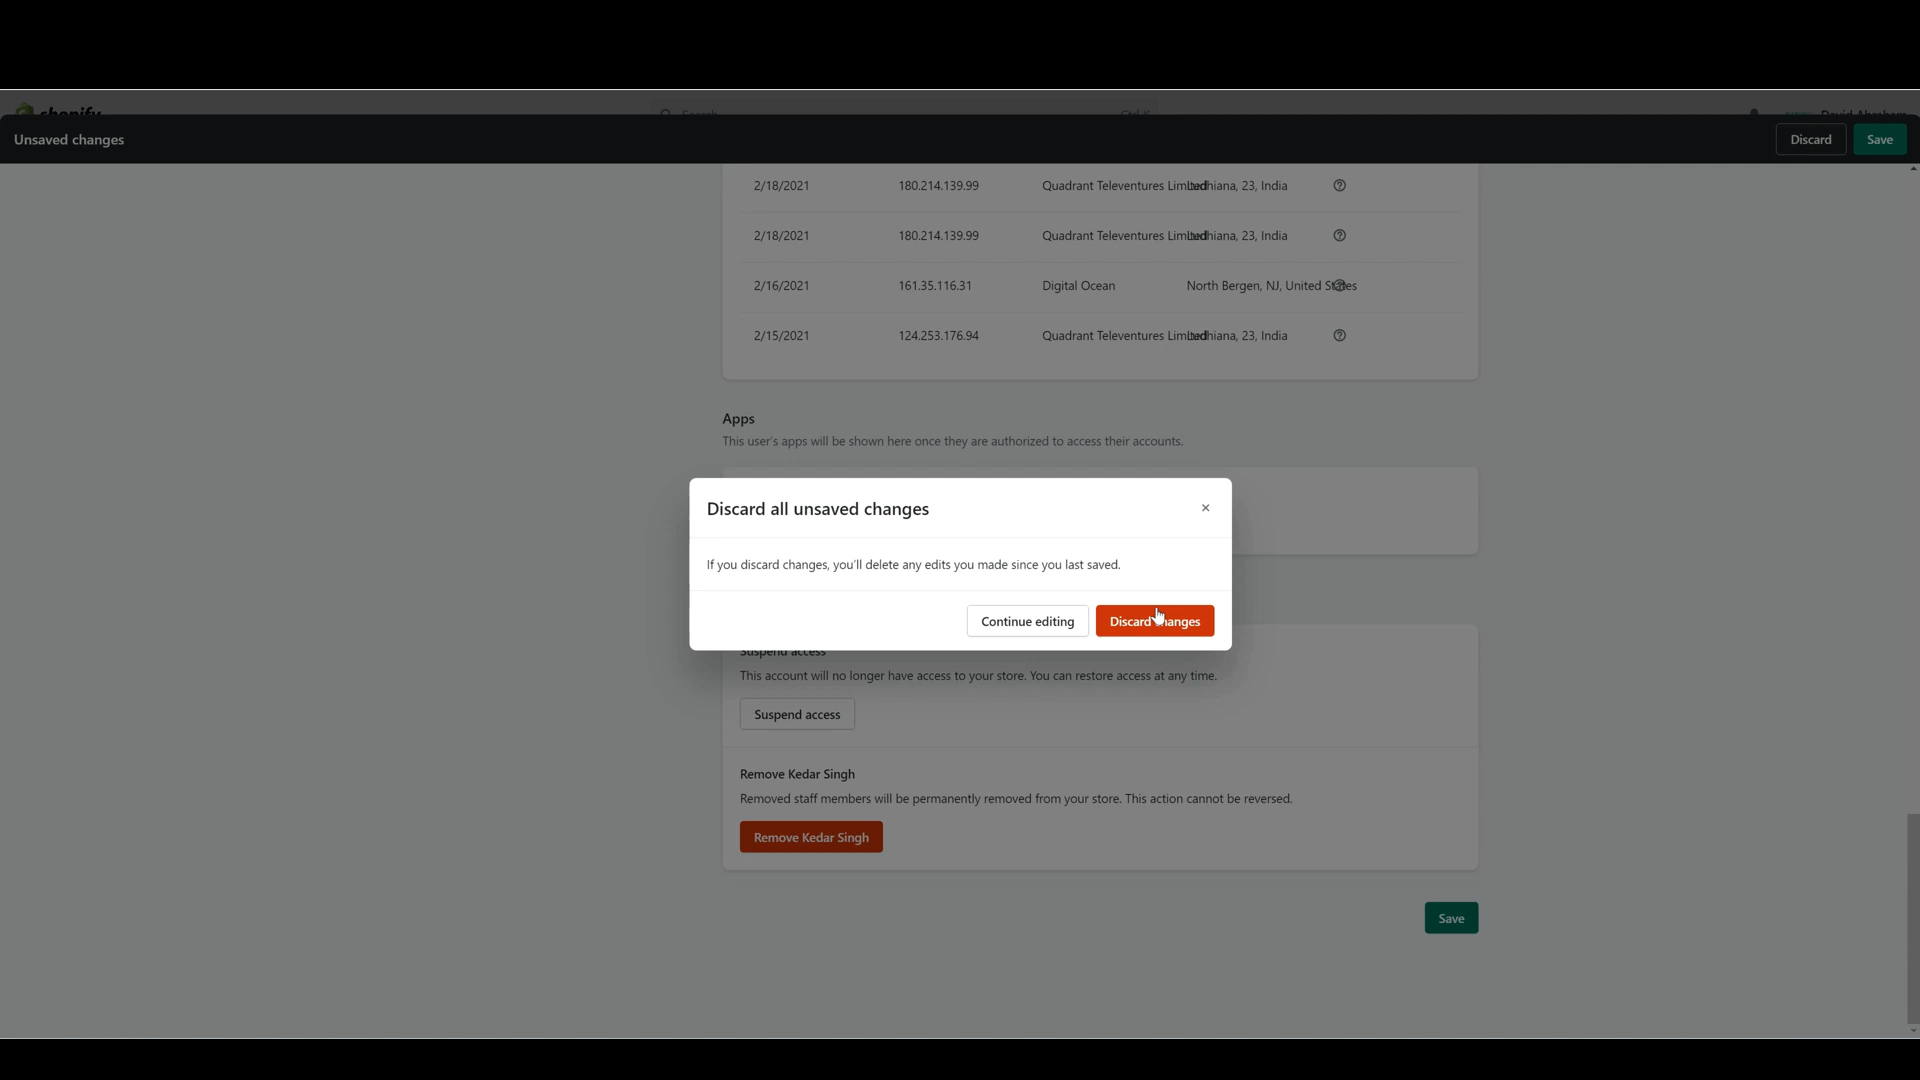 shopify
Search
Ctrl K
David Abraham
Unsaved changes
Discard
Save
2/18/2021 180.214.139.99 Quadrant Televentures Limited Ludhiana, 23, India
2/18/2021 180.214.139.99 Quadrant Televentures Limited Ludhiana, 23, India
2/16/2021 161.35.116.31 Digital Ocean North Bergen, NJ, United States
2/15/2021 124.253.176.94 Quadrant Televentures Limited Ludhiana, 23, India
Apps
This user's apps will be shown here once they are authorized to access their accounts.
Discard all unsaved changes
If you discard changes, you'll delete any edits you made since you last saved.
Continue editing
Discard changes
Suspend access
This account will no longer have access to your store. You can restore access at any time.
Suspend access
Remove Kedar Singh
Removed staff members will be permanently removed from your store. This action cannot be reversed.
Remove Kedar Singh
Save